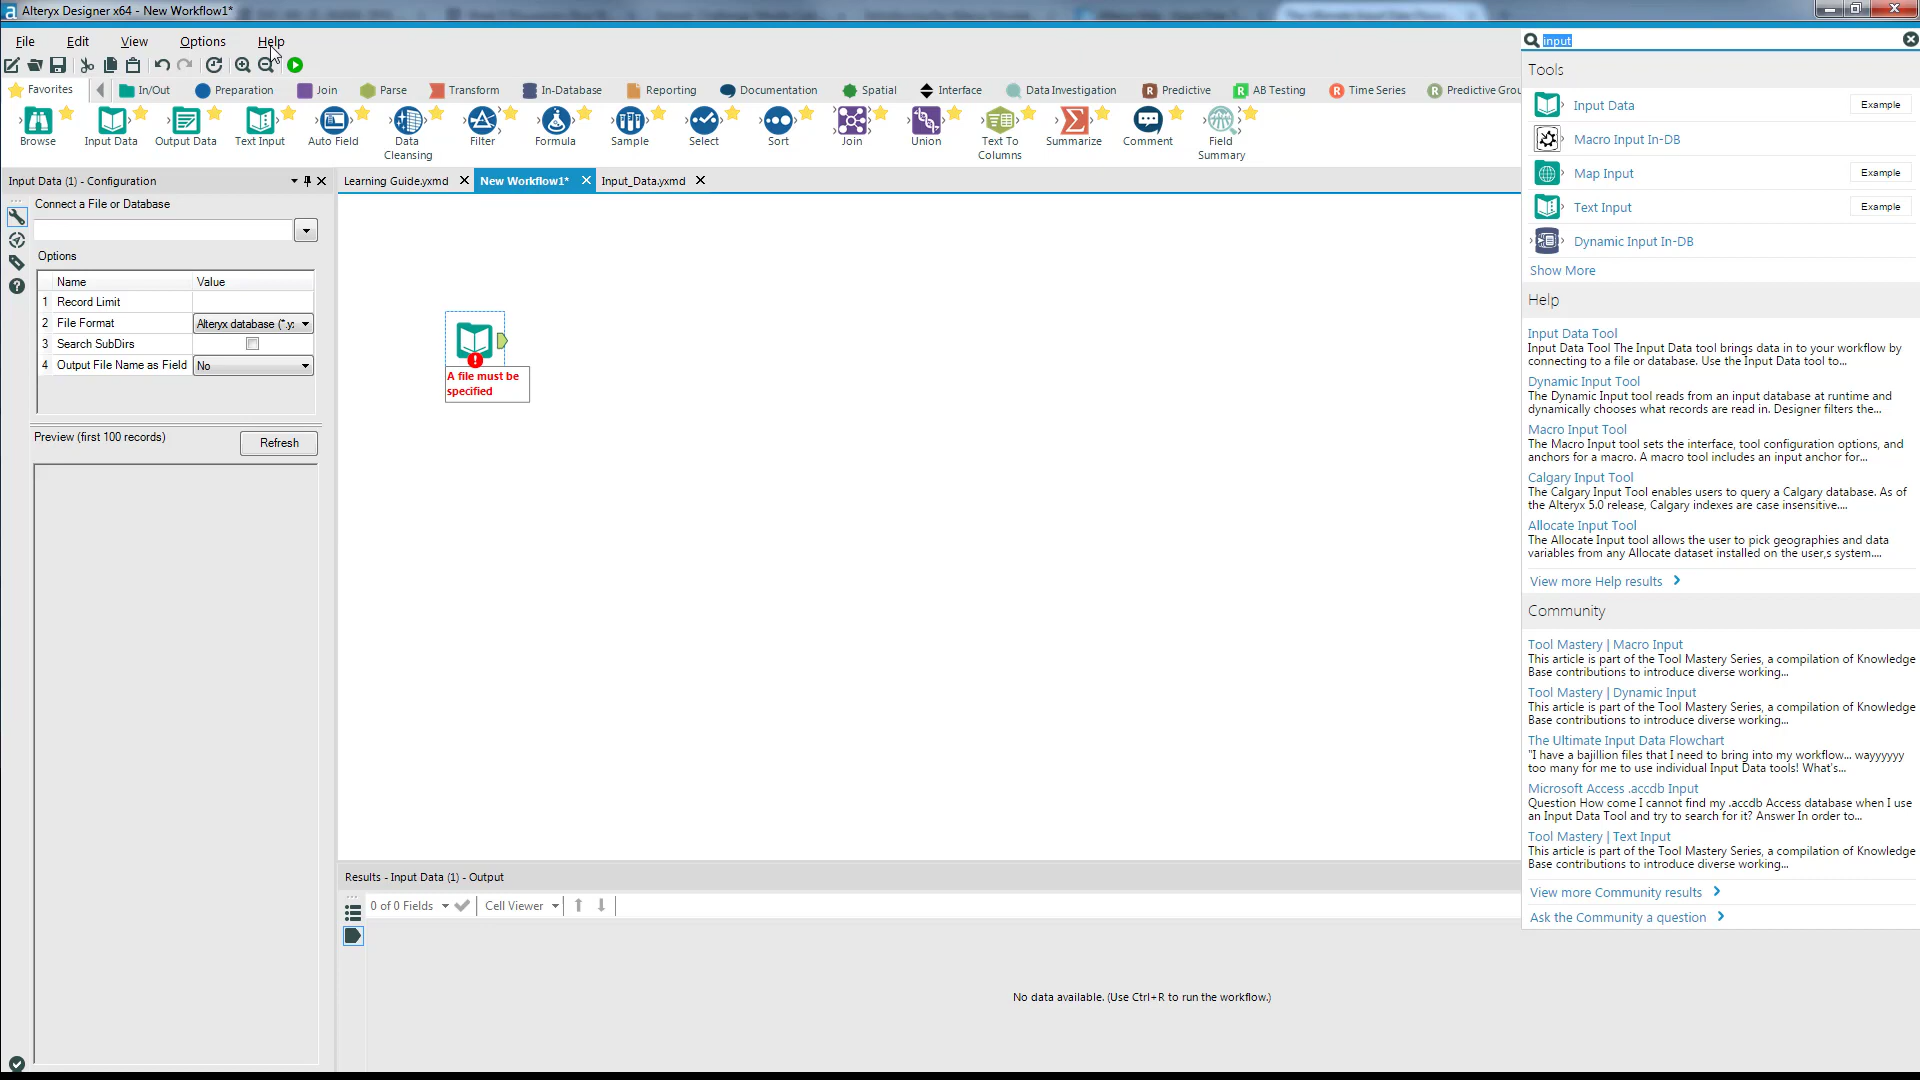 Alteryx Designer x64 - New Workflow1*
File Edit View Options Help
input
Favorites In/Out Preparation Join Parse Transform In-Database Reporting Documentation Spatial Interface Data Investigation Predictive AB Testing Time Series Predictive Grou
Browse Input Data Output Data Text Input Auto Field Data Cleansing Filter Formula Sample Select Sort Join Union Text To Columns Summarize Comment Field Summary
Input Data (1) - Configuration
Learning Guide.yxmd New Workflow1* Input_Data.yxmd
Connect a File or Database
Options
Name Value
1 Record Limit
2 File Format Alteryx database (*.y
3 Search SubDirs
4 Output File Name as Field No
Preview (first 100 records) Refresh
A file must be
specified
Results - Input Data (1) - Output
0 of 0 Fields Cell Viewer
No data available. (Use Ctrl+R to run the workflow.)
Tools
Input Data Example
Macro Input In-DB
Map Input Example
Text Input Example
Dynamic Input In-DB
Show More
Help
Input Data Tool
Input Data Tool The Input Data tool brings data in to your workflow by
connecting to a file or database. Use the Input Data tool to...
Dynamic Input Tool
The Dynamic Input tool reads from an input database at runtime and
dynamically chooses what records are read in. Designer filters the...
Macro Input Tool
The Macro Input tool sets the interface, tool configuration options, and
anchors for a macro. A macro tool includes an input anchor for...
Calgary Input Tool
The Calgary Input Tool enables users to query a Calgary database. As of
the Alteryx 5.0 release, Calgary indexes are case insensitive....
Allocate Input Tool
The Allocate Input tool allows the user to pick geographies and data
variables from any Allocate dataset installed on the user,s system....
View more Help results
Community
Tool Mastery | Macro Input
This article is part of the Tool Mastery Series, a compilation of Knowledge
Base contributions to introduce diverse working...
Tool Mastery | Dynamic Input
This article is part of the Tool Mastery Series, a compilation of Knowledge
Base contributions to introduce diverse working...
The Ultimate Input Data Flowchart
"I have a bajillion files that I need to bring into my workflow... wayyyyyy
too many for me to use individual Input Data tools! What's...
Microsoft Access .accdb Input
Question How come I cannot find my .accdb Access database when I use
an Input Data Tool and try to search for it? Answer In order to...
Tool Mastery | Text Input
This article is part of the Tool Mastery Series, a compilation of Knowledge
Base contributions to introduce diverse working...
View more Community results
Ask the Community a question